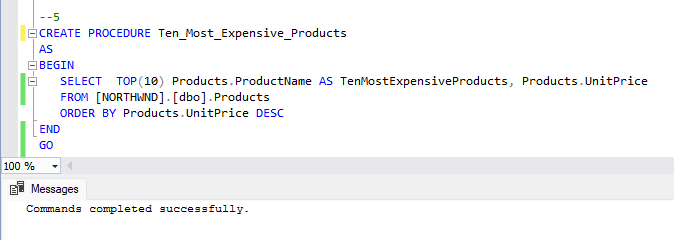 --5
CREATE PROCEDURE Ten_Most_Expensive_Products
AS
BEGIN
SELECT  TOP(10) Products.ProductName AS TenMostExpensiveProducts, Products.UnitPrice
FROM [NORTHWND].[dbo].Products
ORDER BY Products.UnitPrice DESC
END
GO
100 %
Messages
Commands completed successfully.